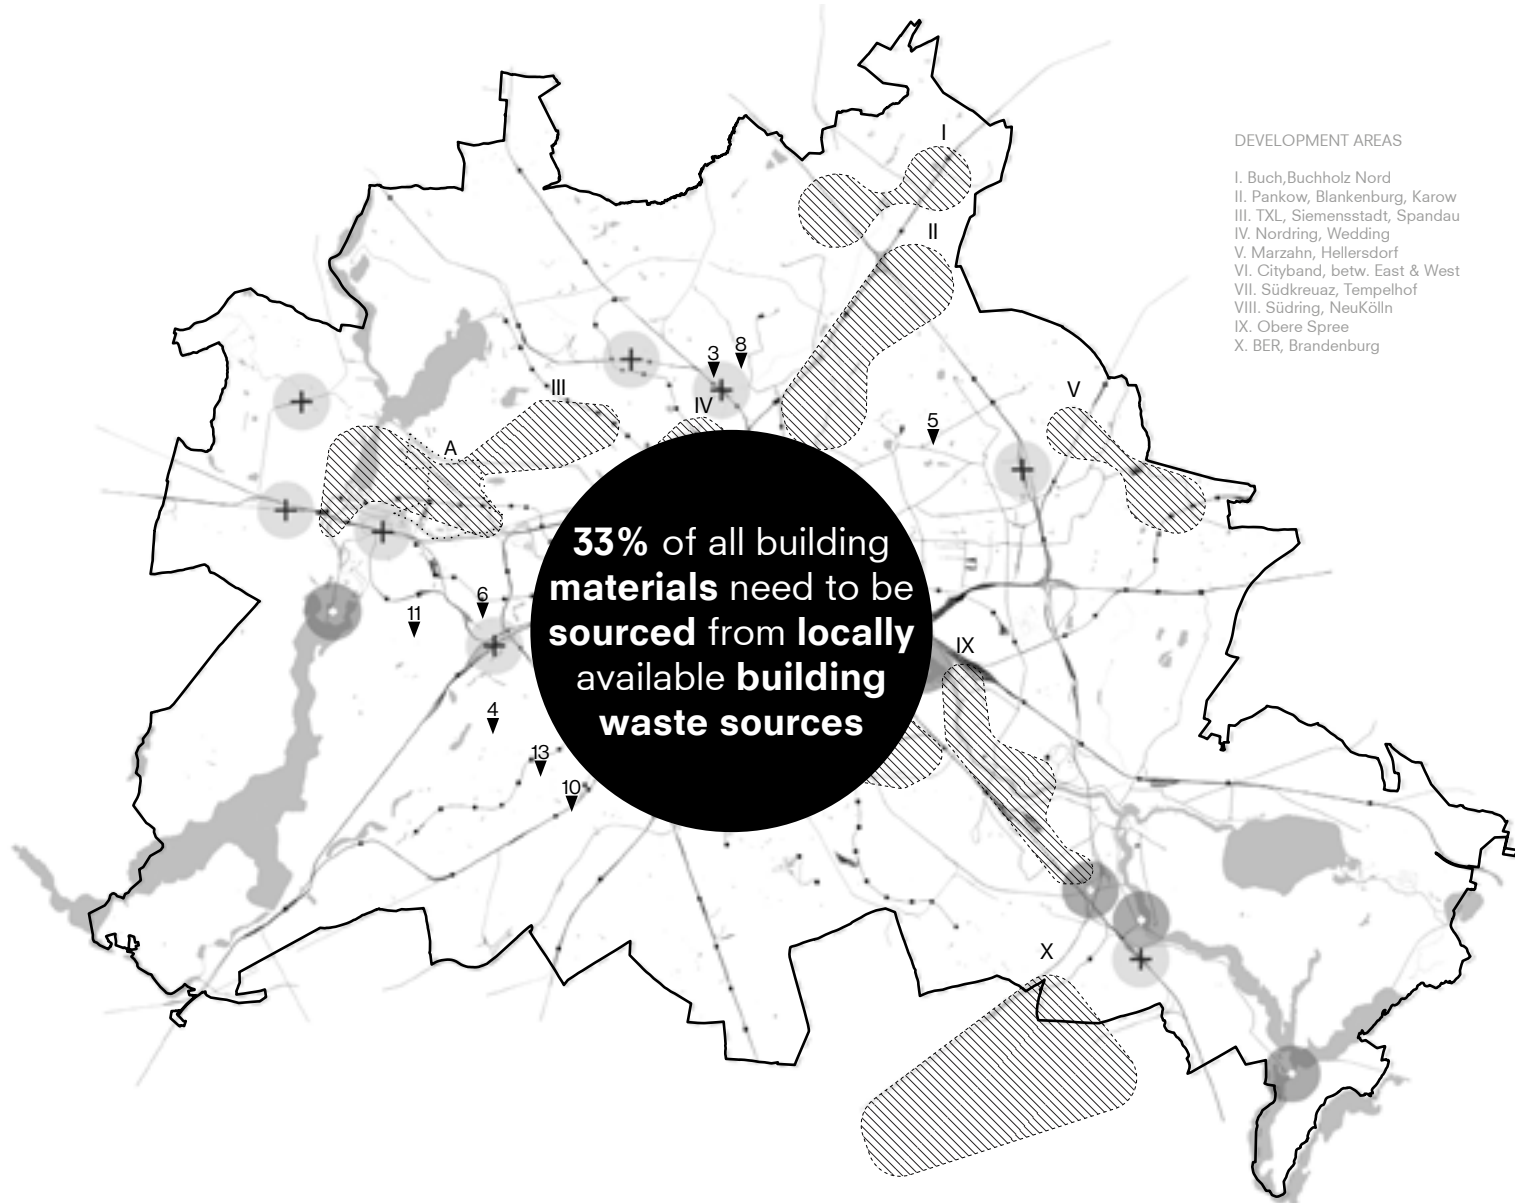 I
DEVELOPMENT AREAS
I. Buch,Buchholz Nord
II. Pankow, Blankenburg, Karow
III. TXL, Siemensstadt, Spandau
IV. Nordring, Wedding
V. Marzahn, Hellersdorf
VI. Cityband, betw. East & West
VII. Südkreuaz, Tempelhof
VIII. Südring, NeuKölln
IX. Obere Spree
X. BER, Brandenburg
II
3
8
III
V
IV
5
A
33% of all building
materials need to be
sourced from locally
available building
waste sources
6
11
IX
4
13
10
X